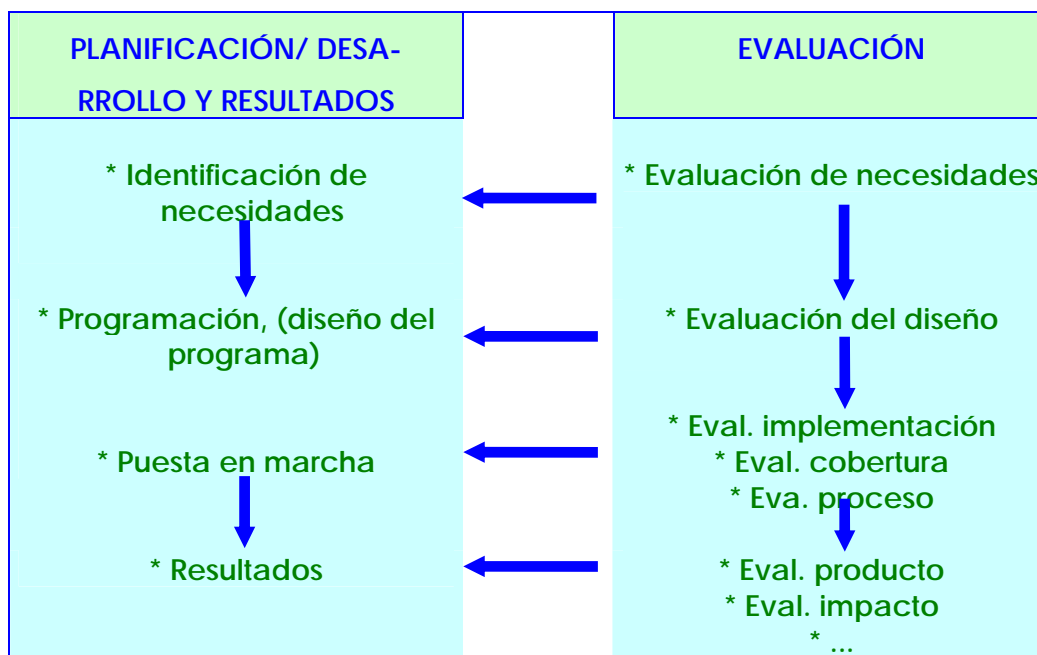 PLANIFICACIÓN/ DESA-
RROLLO Y RESULTADOS
* Identificación de
necesidades
* Programación, (diseño del
programa)
* Puesta en marcha
* Resultados
EVALUACIÓN
* Evaluación de necesidades
* Evaluación del diseño
* Eval. implementación
* Eval. cobertura
* Eva. proceso
* Eval. producto
* Eval. impacto
* ...